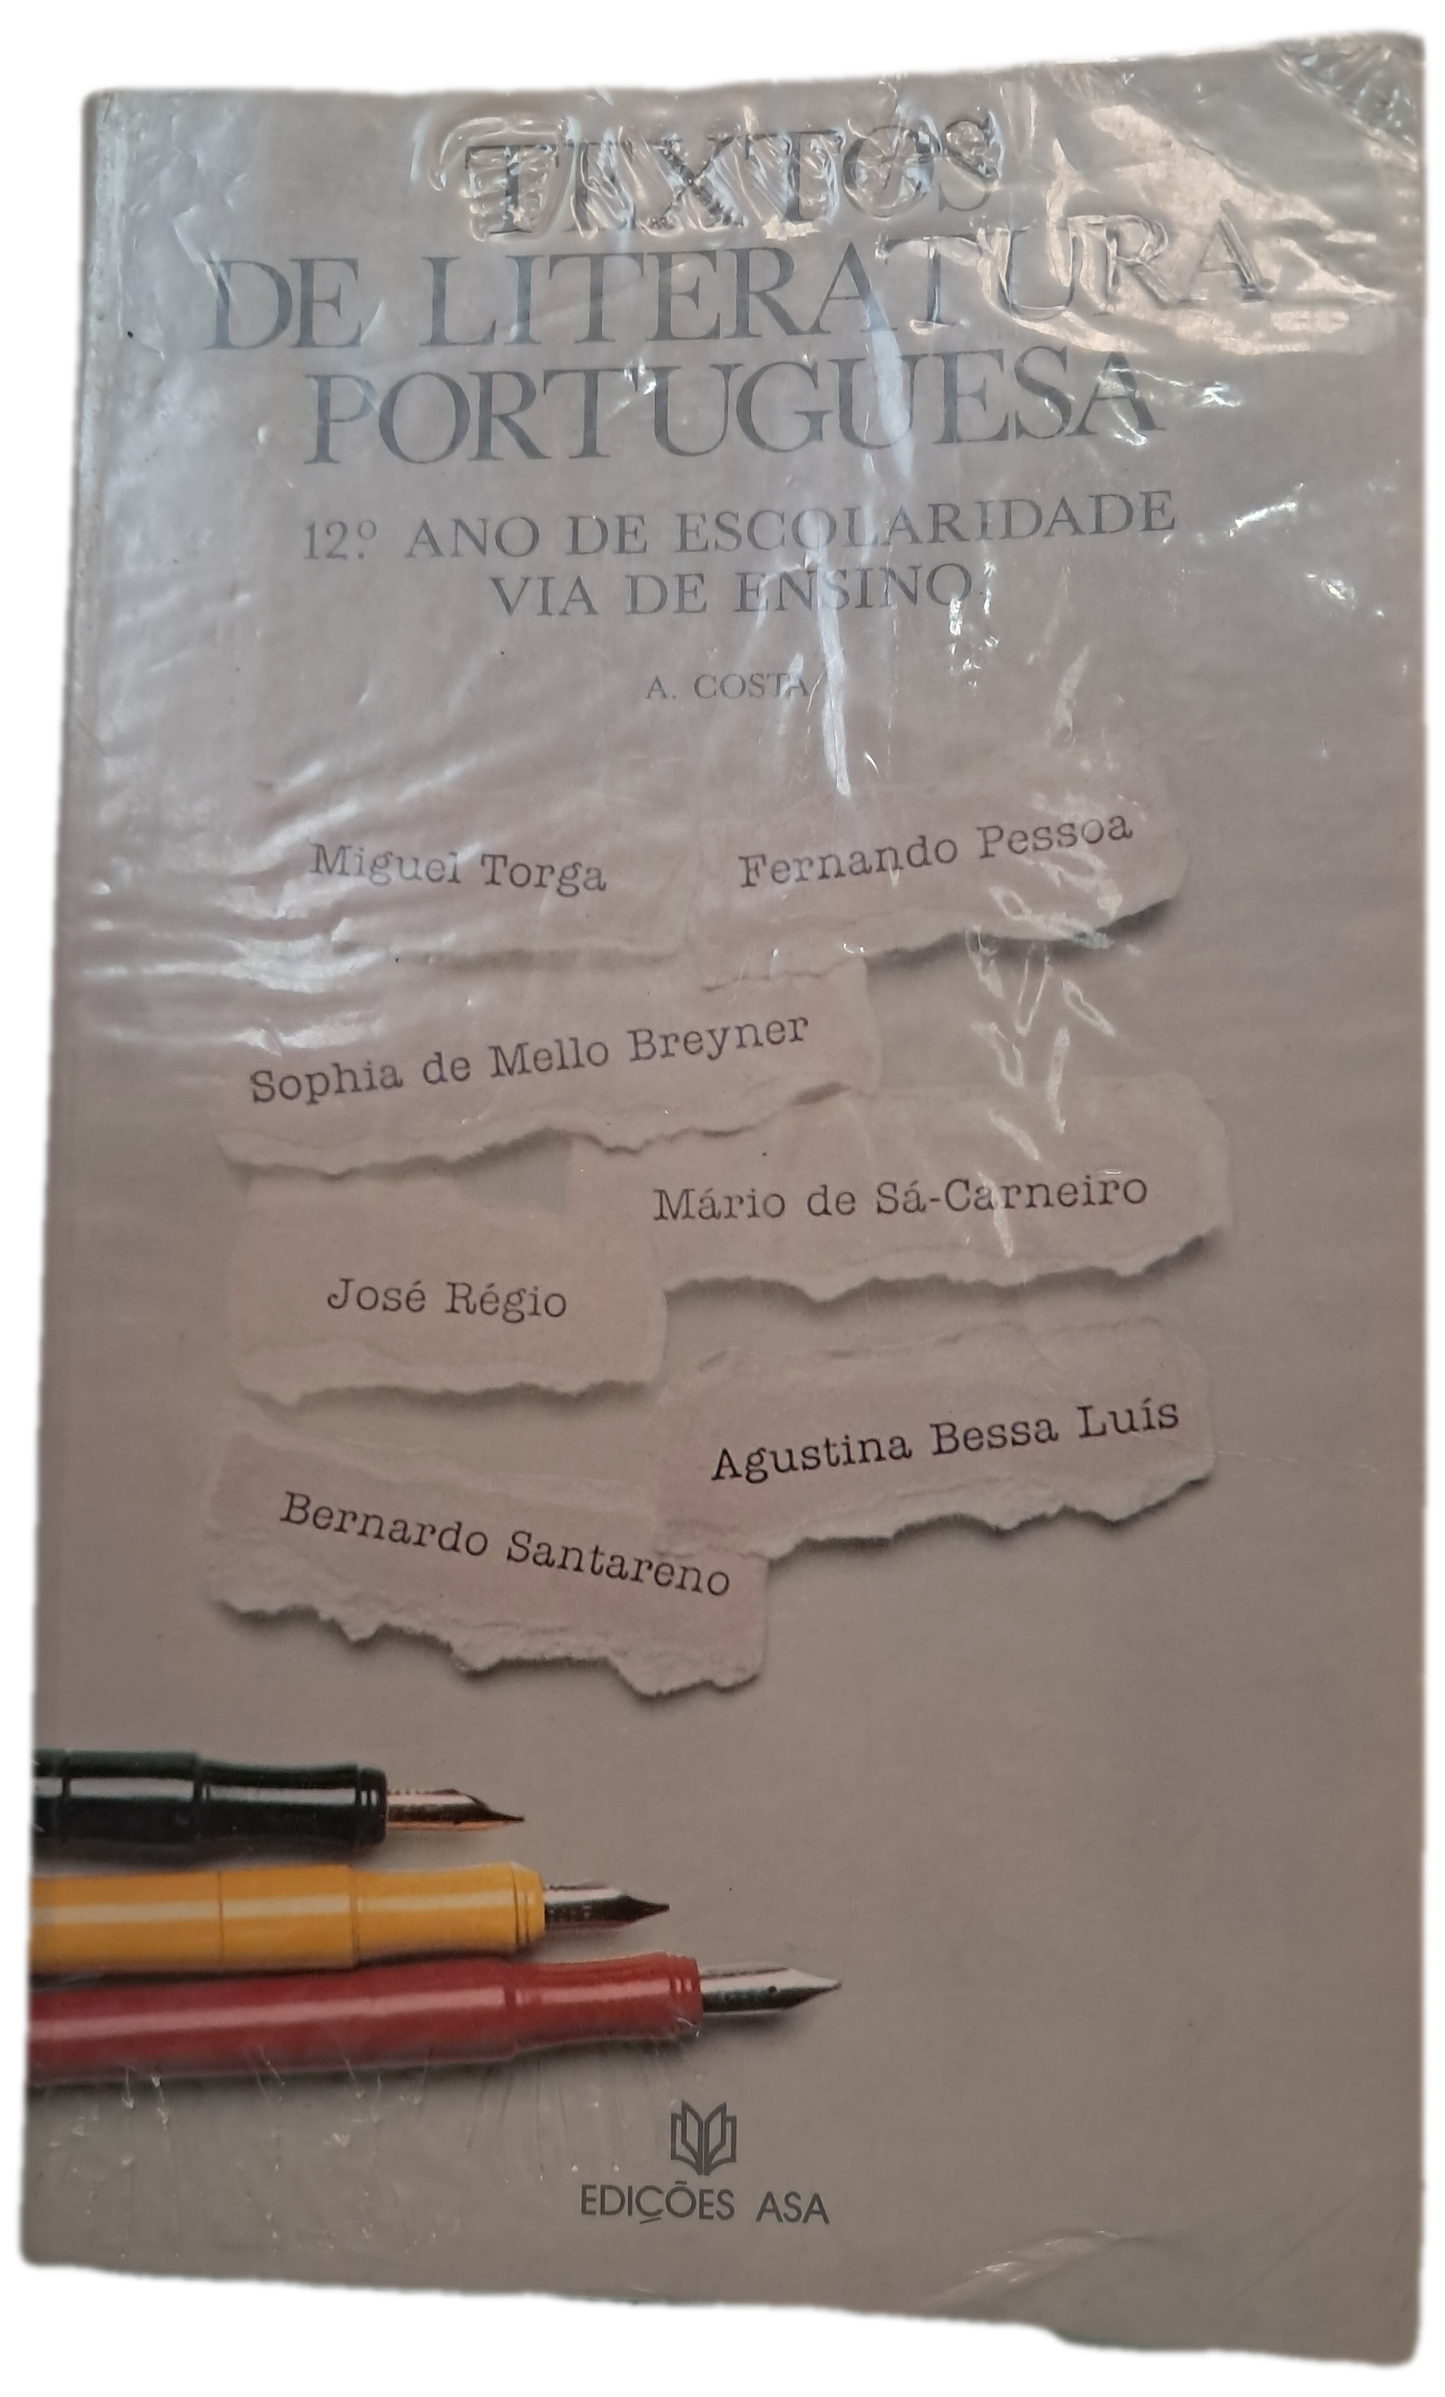 TEXTOS
DE LITERATURA
PORTUGUESA
12º ANO DE ESCOLARIDADE
VIA DE ENSINO
A. COSTA
Miguel Torga
Fernando Pessoa
Sophia de Mello Breyner
Mário de Sá-Carneiro
José Régio
Agustina Bessa Luís
Bernardo Santareno
EDIÇÕES ASA